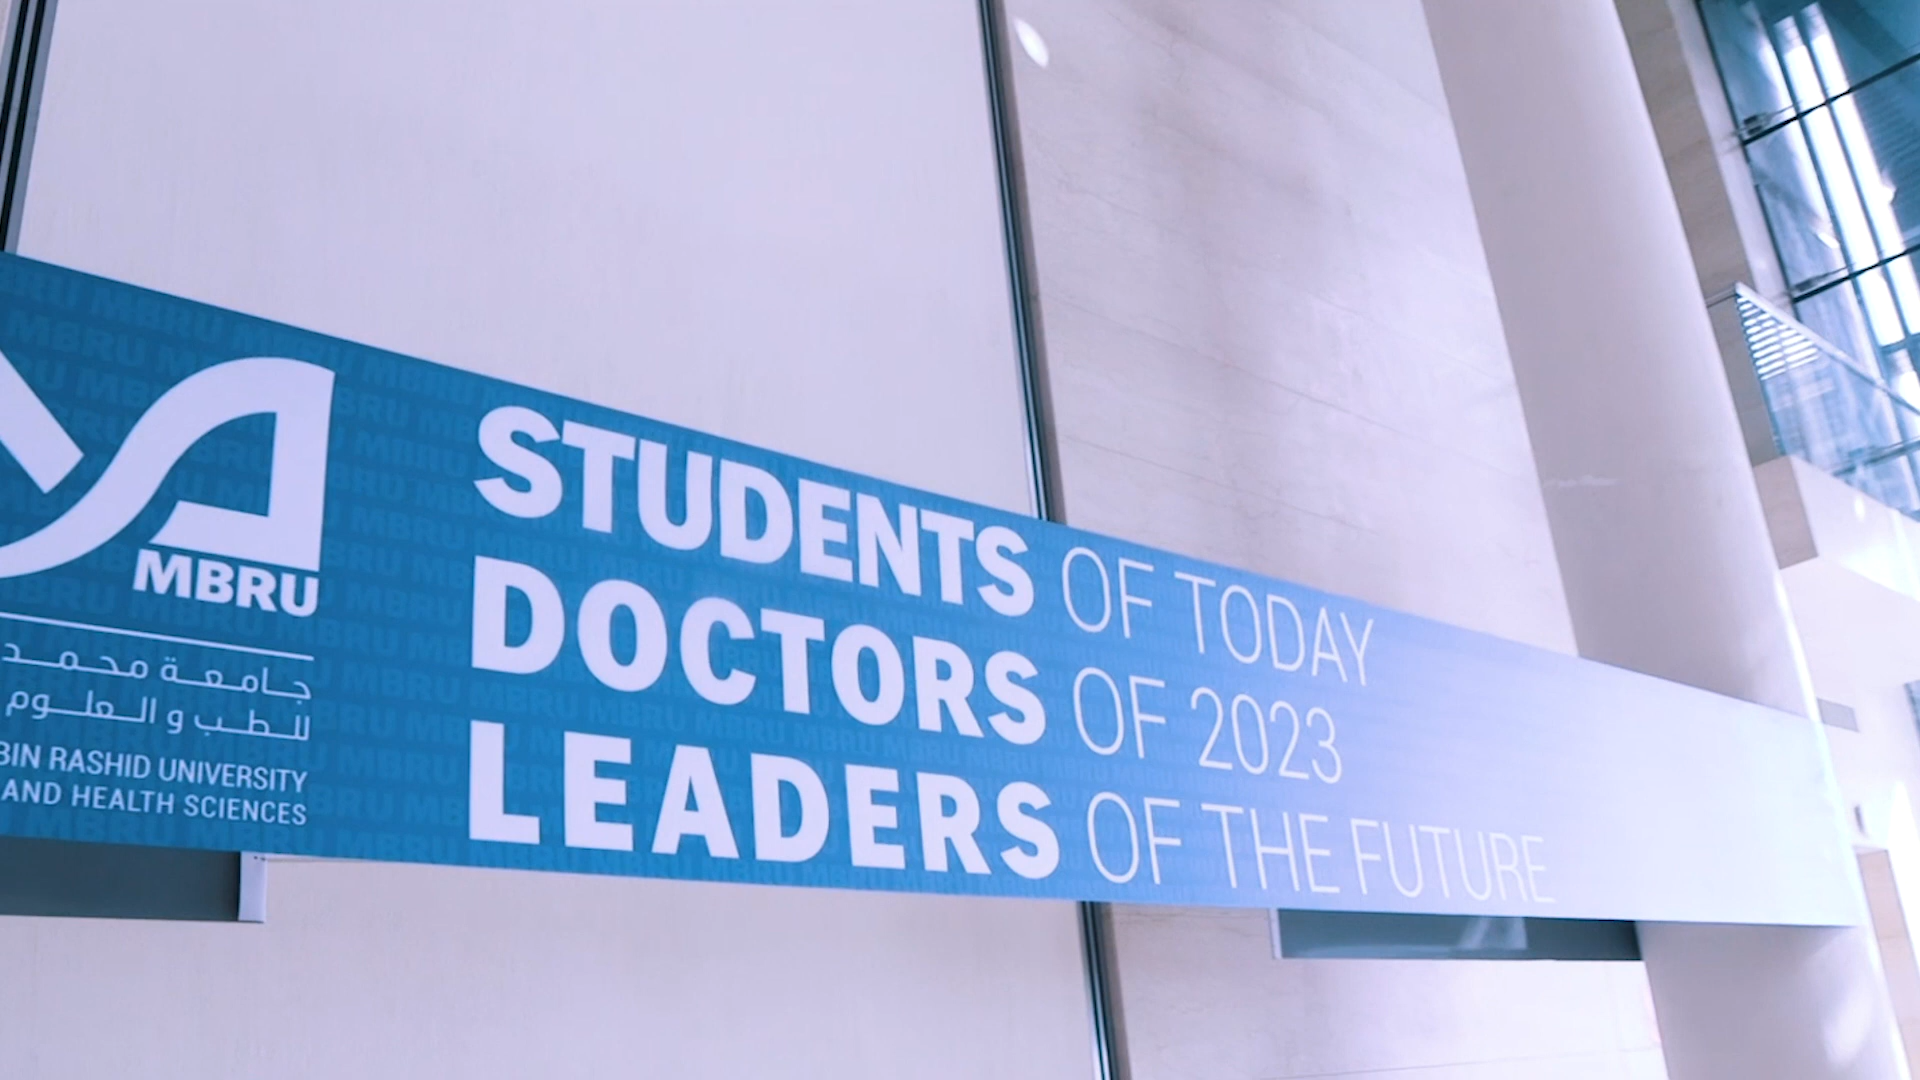 MBRU
جامعة محمد
للطب و العلوم
BIN RASHID UNIVERSITY
AND HEALTH SCIENCES
STUDENTS OF TODAY
DOCTORS OF 2023
LEADERS OF THE FUTURE